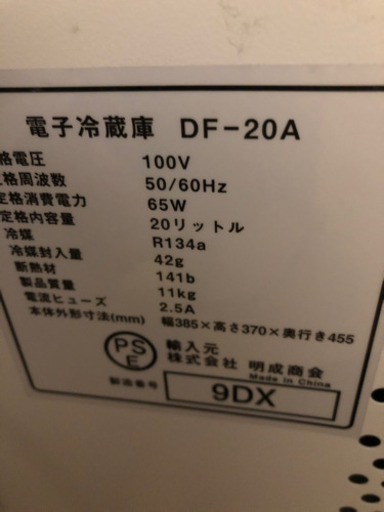 電子冷蔵庫 DF-20A
格電圧 100V
格周波数 50/60Hz
定格消費電力 65W
定格内容量 20リットル
冷媒 R134a
冷媒封入量 42g
断熱材 141b
製品質量 11kg
電流ヒューズ 2.5A
本体外形寸法(mm) 幅385×高さ370×奥行き455
PSE
輸入元
株式会社 明成商会
Made in China
製造番号 9DX